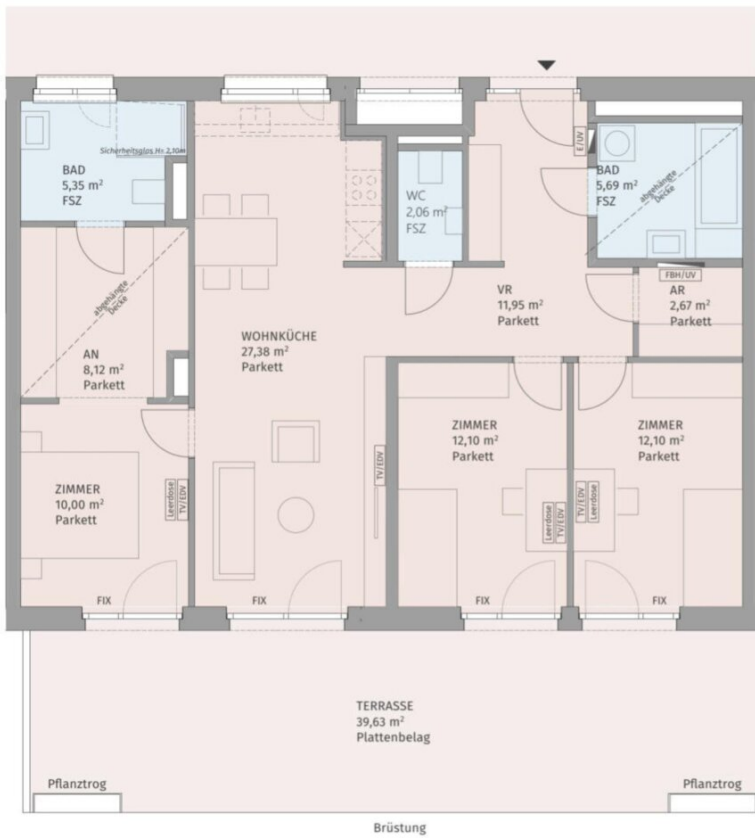 Sicherheitsglas H= 2,10m
BAD
5,35 m²
FSZ
E/UV
WC
2,06 m²
FSZ
BAD
5,69 m²
FSZ
abgehängte
Decke
FBH/UV
abgehängte
Decke
AN
8,12 m²
Parkett
WOHNKÜCHE
27,38 m²
Parkett
VR
11,95 m²
Parkett
AR
2,67 m²
Parkett
ZIMMER
10,00 m²
Parkett
Leerdose
TV/EDV
TV/EDV
ZIMMER
12,10 m²
Parkett
Leerdose
TV/EDV
ZIMMER
12,10 m²
Parkett
TV/EDV
Leerdose
FIX
FIX
FIX
FIX
TERRASSE
39,63 m²
Plattenbelag
Pflanztrog
Pflanztrog
Brüstung